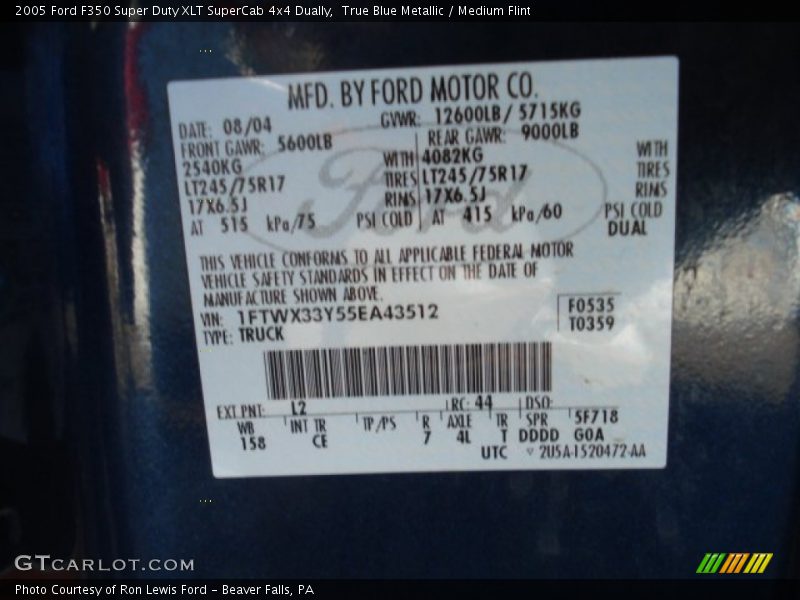 2005 Ford F350 Super Duty XLT SuperCab 4x4 Dually, True Blue Metallic / Medium Flint
MFD. BY FORD MOTOR CO.
DATE: 08/04 GVWR: 12600LB/ 5715KG
FRONT GAWR: 5600LB REAR GAWR: 9000LB
2540KG WITH 4082KG WITH
LT245/75R17 TIRES LT245/75R17 TIRES
17X6.5J RIMS 17X6.5J RIMS
AT 515 kPa/75 PSI COLD AT 415 kPa/60 PSI COLD
DUAL
Ford
THIS VEHICLE CONFORMS TO ALL APPLICABLE FEDERAL MOTOR
VEHICLE SAFETY STANDARDS IN EFFECT ON THE DATE OF
MANUFACTURE SHOWN ABOVE.
VIN: 1FTWX33Y55EA43512 F0535
TYPE: TRUCK T0359
EXT PNT: L2 RC: 44 DSO:
WB INT TR TP/PS R AXLE TR SPR 5F718
158 CE 7 4L T DDDD GOA
UTC 2U5A-1520472-AA
GTCARLOT.COM
Photo Courtesy of Ron Lewis Ford - Beaver Falls, PA